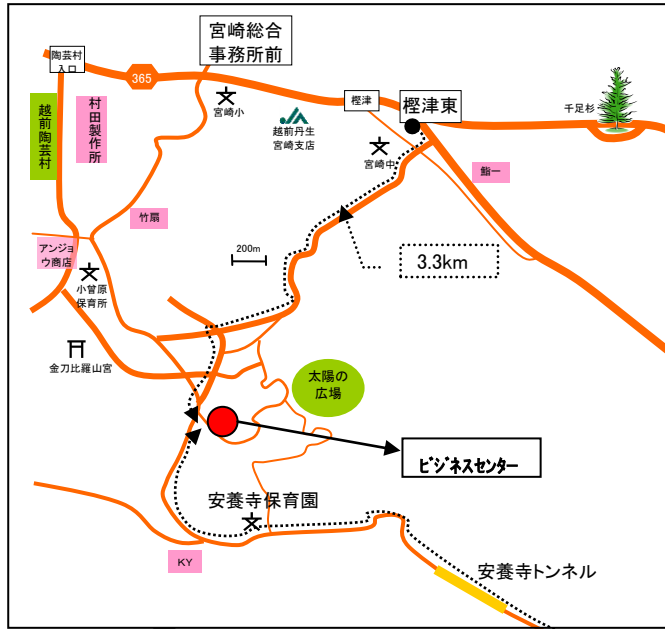 陶芸村
入口
365
宮崎総合
事務所前
越前陶芸村
村田製作所
宮崎小
越前丹生
宮崎支店
樫津
樫津東
千足杉
宮崎中
鮨一
竹扇
アンジョ
ウ商店
200m
3.3km
小曽原
保育所
金刀比羅山宮
太陽の
広場
ビジネスセンター
安養寺保育園
KY
安養寺トンネル